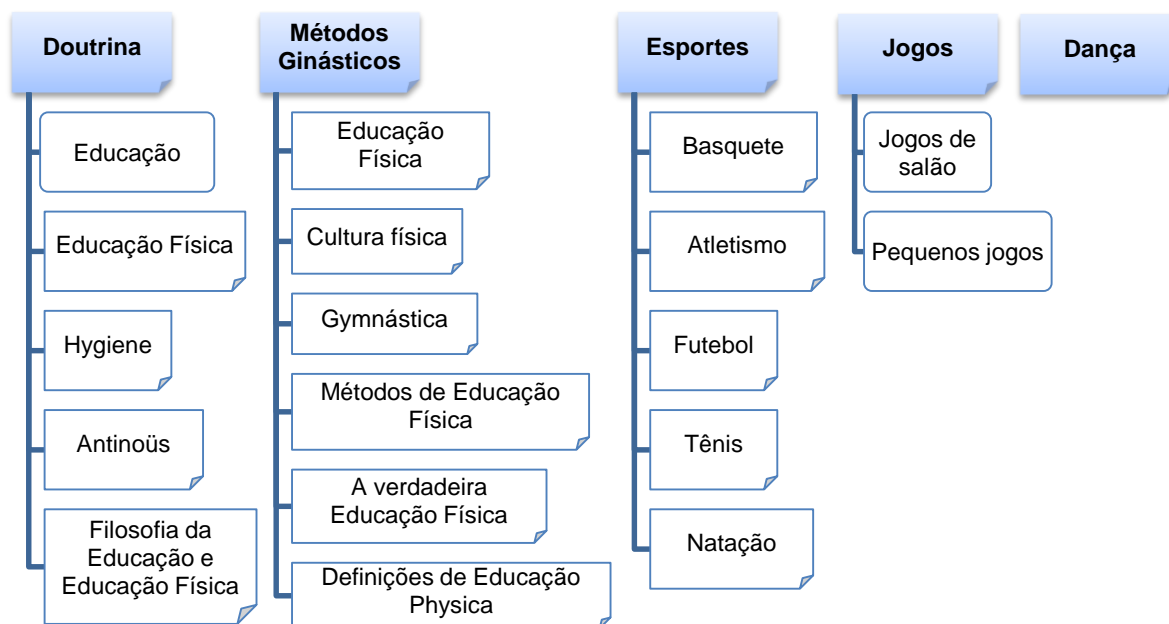 Doutrina
Educação
Educação Física
Hygiene
Antinoüs
Filosofia da
Educação e
Educação Física
Métodos
Ginásticos
Educação
Física
Cultura física
Gymnástica
Métodos de Educação
Física
A verdadeira
Educação Física
Definições de Educação
Physica
Esportes
Basquete
Atletismo
Futebol
Tênis
Natação
Jogos
Jogos de
salão
Pequenos jogos
Dança